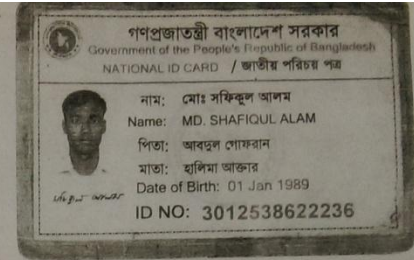 গণপ্রজাতন্ত্রী বাংলাদেশ সরকার
Government of the People's Republic of Bangladesh
NATIONAL ID CARD / জাতীয় পরিচয় পত্র
নাম: মোঃ সফিকুল আলম
Name: MD. SHAFIQUL ALAM
পিতা: আবদুল গোফরান
মাতা: হালিমা আক্তার
Date of Birth: 01 Jan 1989
ID NO: 3012538622236